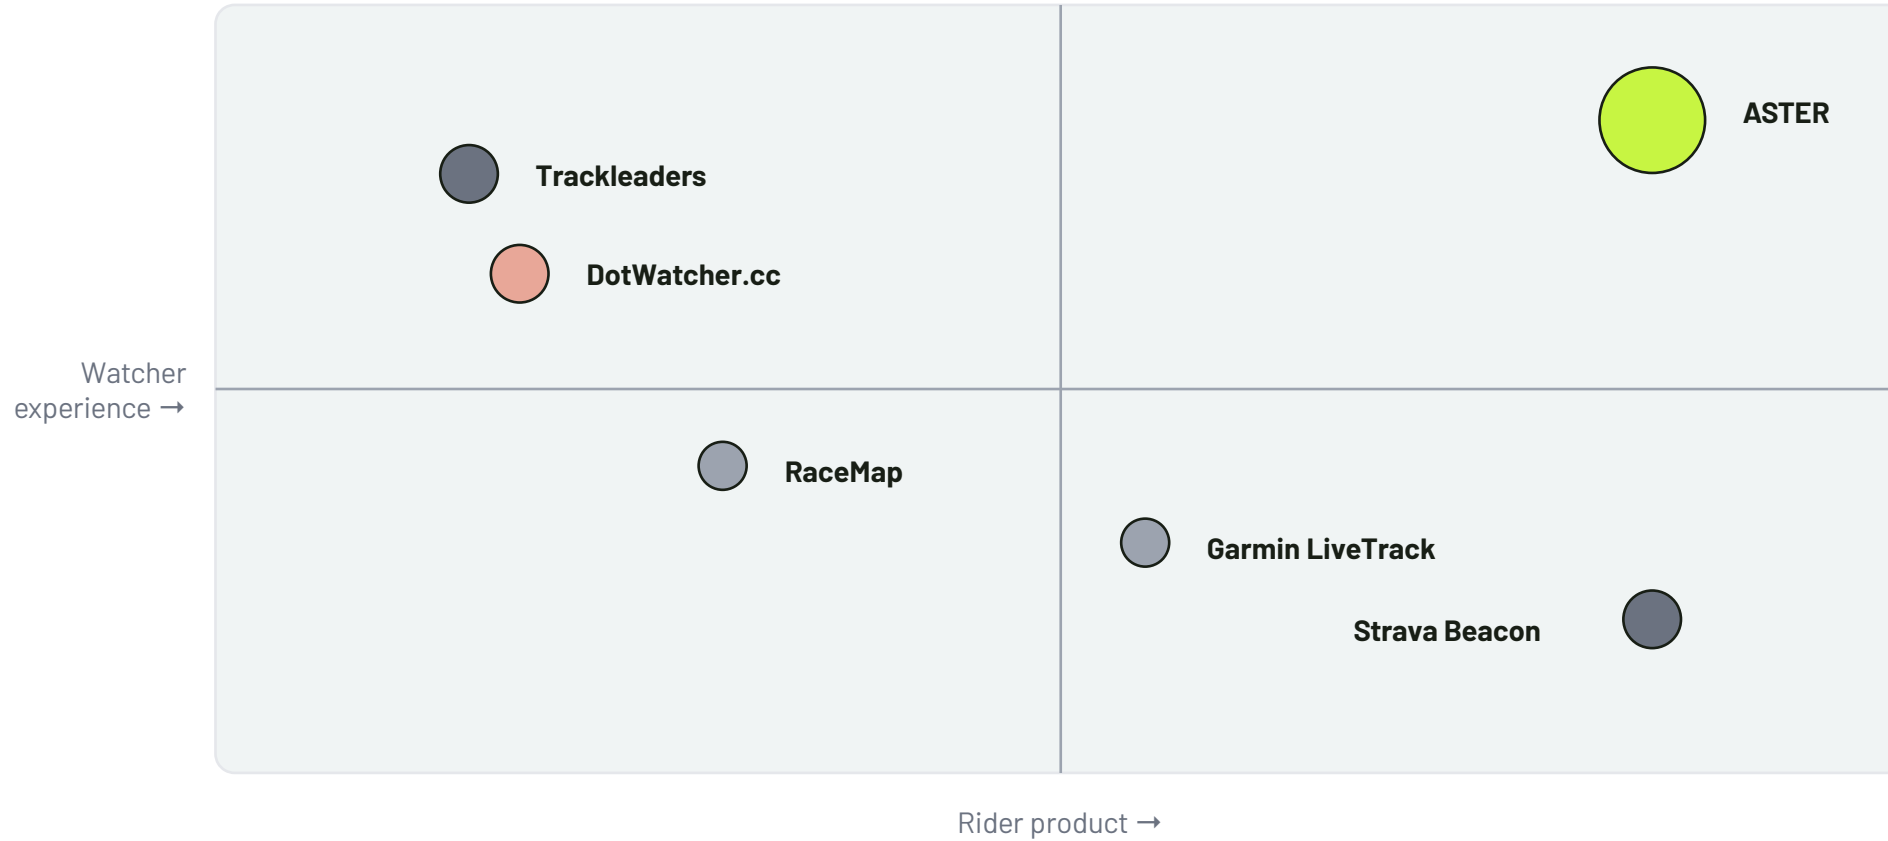 ASTER
Trackleaders
DotWatcher.cc
Watcher
experience →
RaceMap
Garmin LiveTrack
Strava Beacon
Rider product →